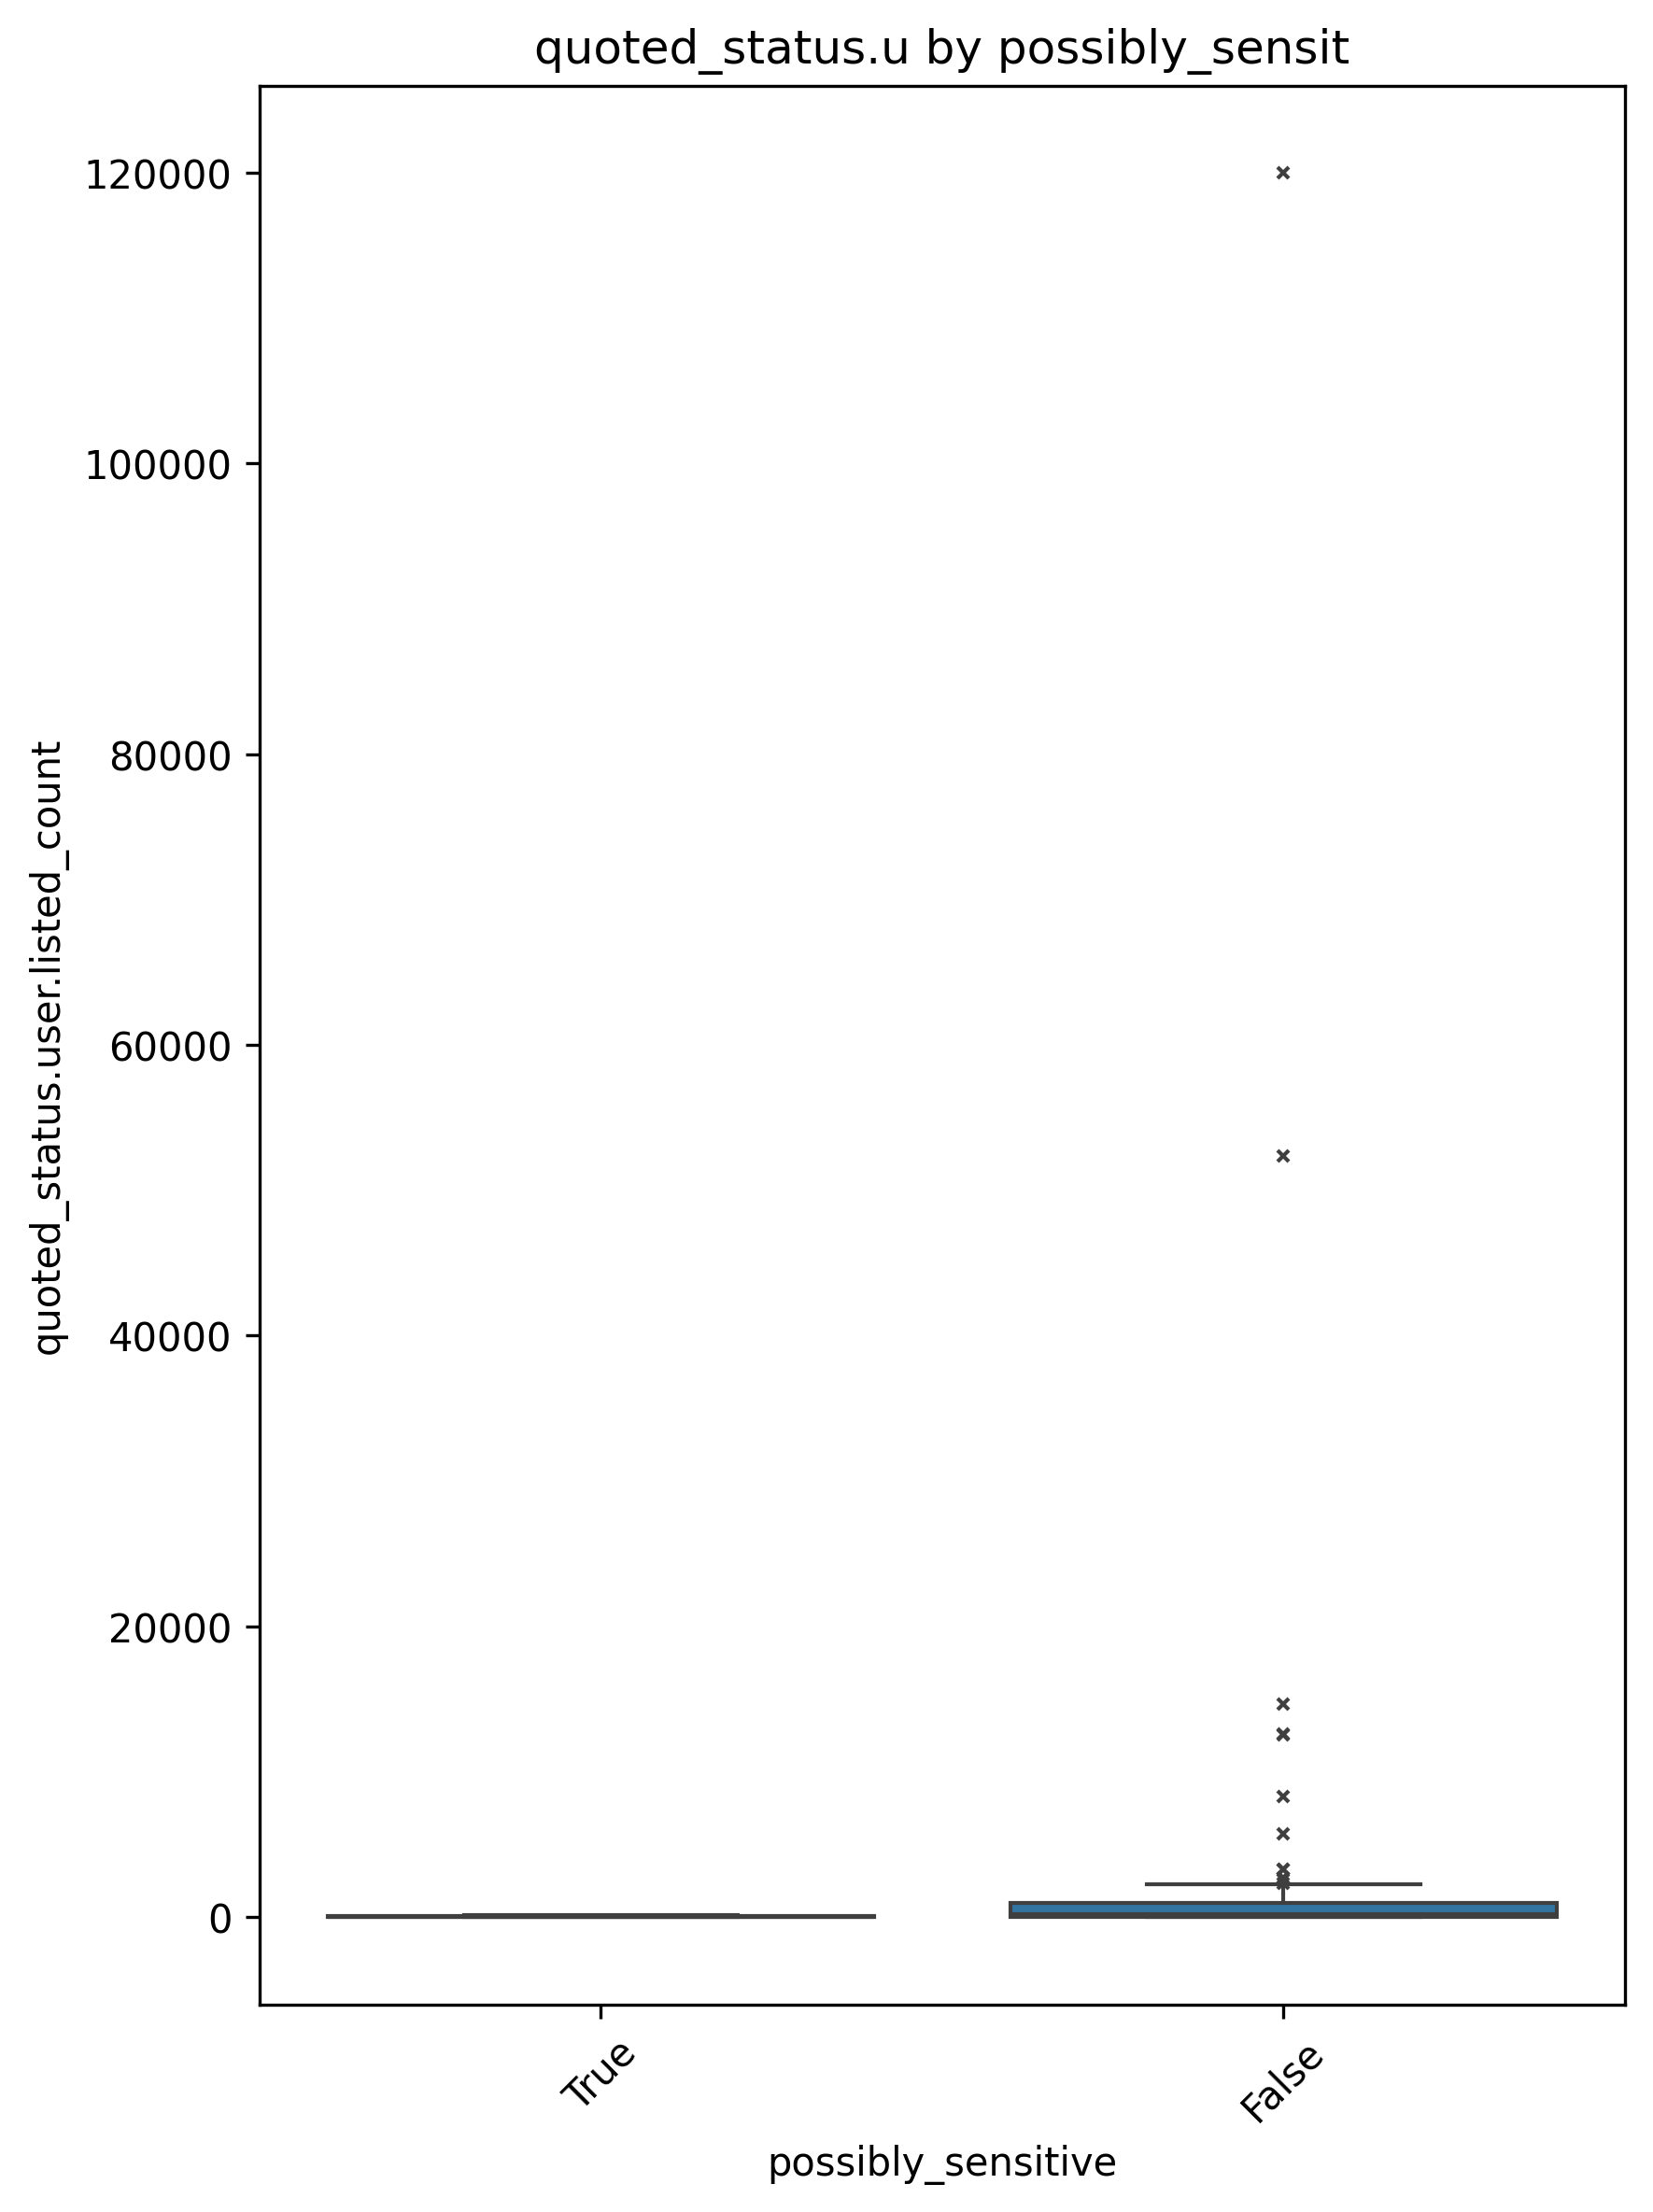 quoted_status.u by possibly_sensit
120000
100000
80000
60000
40000
20000
0
quoted_status.user.listed_count
True
False
possibly_sensitive